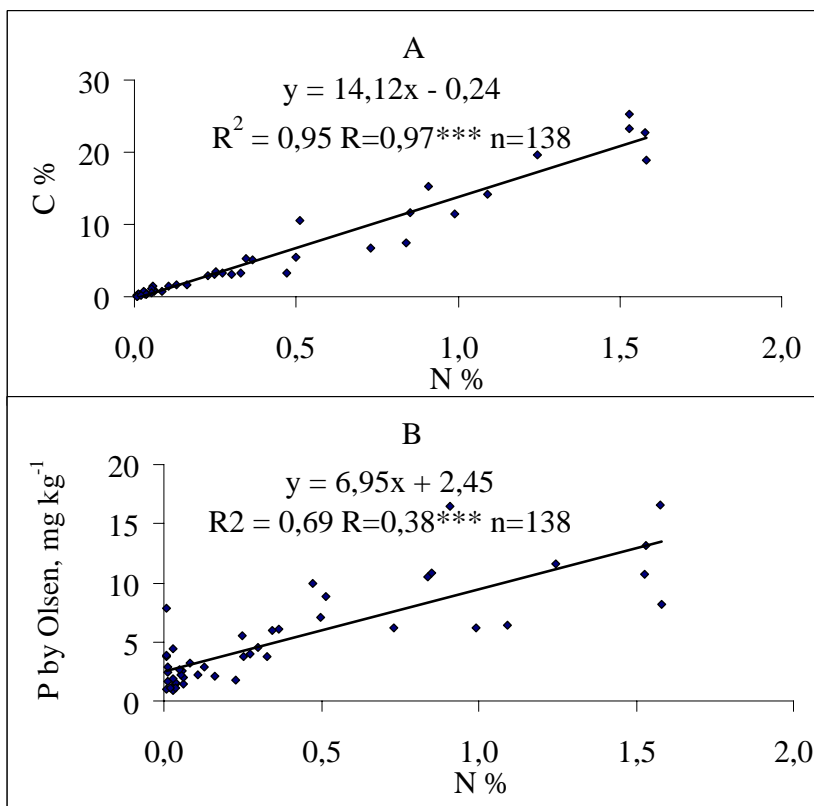 A
y = 14,12x - 0,24
R² = 0,95 R=0,97*** n=138
C %
30
20
10
0
0,0 0,5 1,0 1,5 2,0
N %
B
y = 6,95x + 2,45
R2 = 0,69 R=0,38*** n=138
P by Olsen, mg kg⁻¹
20
15
10
5
0
0,0 0,5 1,0 1,5 2,0
N %